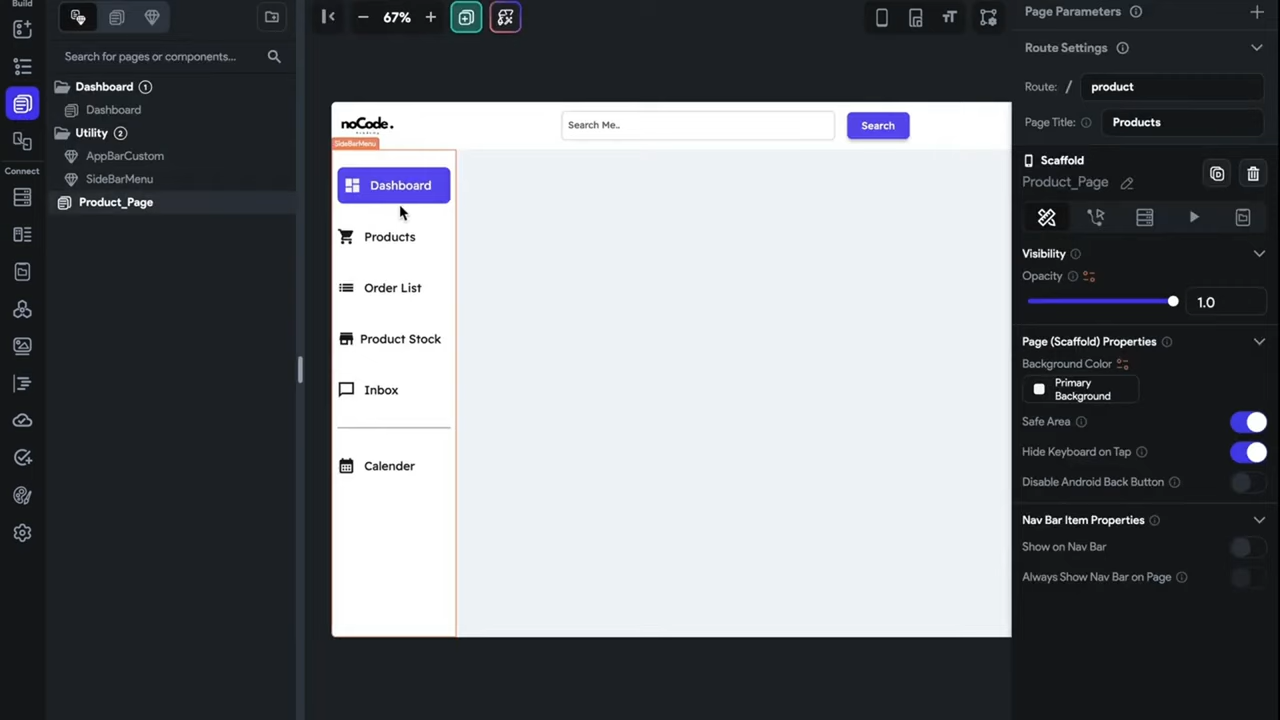 Build
Connect
Search for pages or components...
Dashboard 1
Dashboard
Utility 2
AppBarCustom
SideBarMenu
Product_Page
67%
noCode.
Search Me..
Search
SideBarMenu
Dashboard
Products
Order List
Product Stock
Inbox
Calender
Page Parameters
Route Settings
Route: / product
Page Title: Products
Scaffold
Product_Page
Visibility
Opacity
1.0
Page (Scaffold) Properties
Background Color
Primary
Background
Safe Area
Hide Keyboard on Tap
Disable Android Back Button
Nav Bar Item Properties
Show on Nav Bar
Always Show Nav Bar on Page